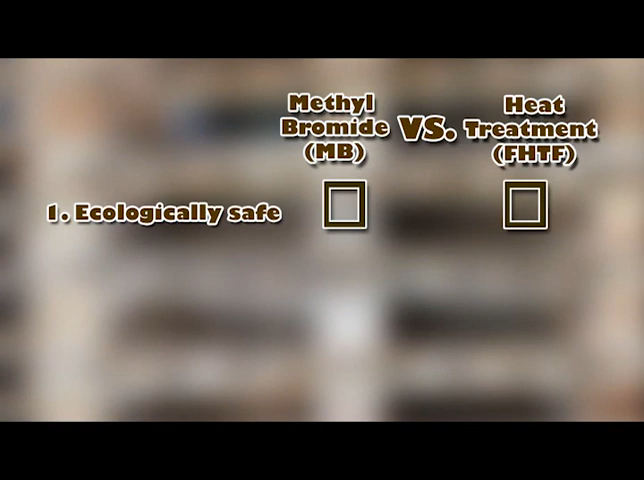 Methyl
Bromide
(MB)
VS.
Heat
Treatment
(FHTF)
1. Ecologically safe